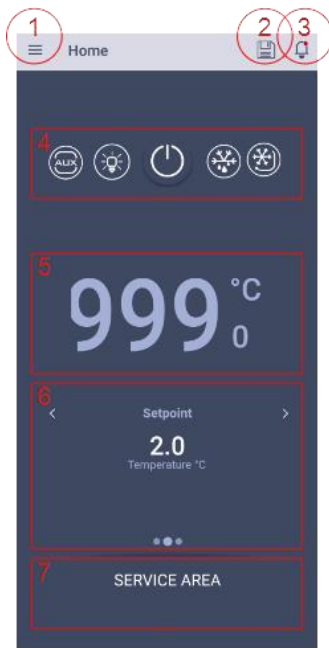 1
2
3
Home
4
AUX
5
999 °C
0
6
Setpoint
2.0
Temperature °C
7
SERVICE AREA